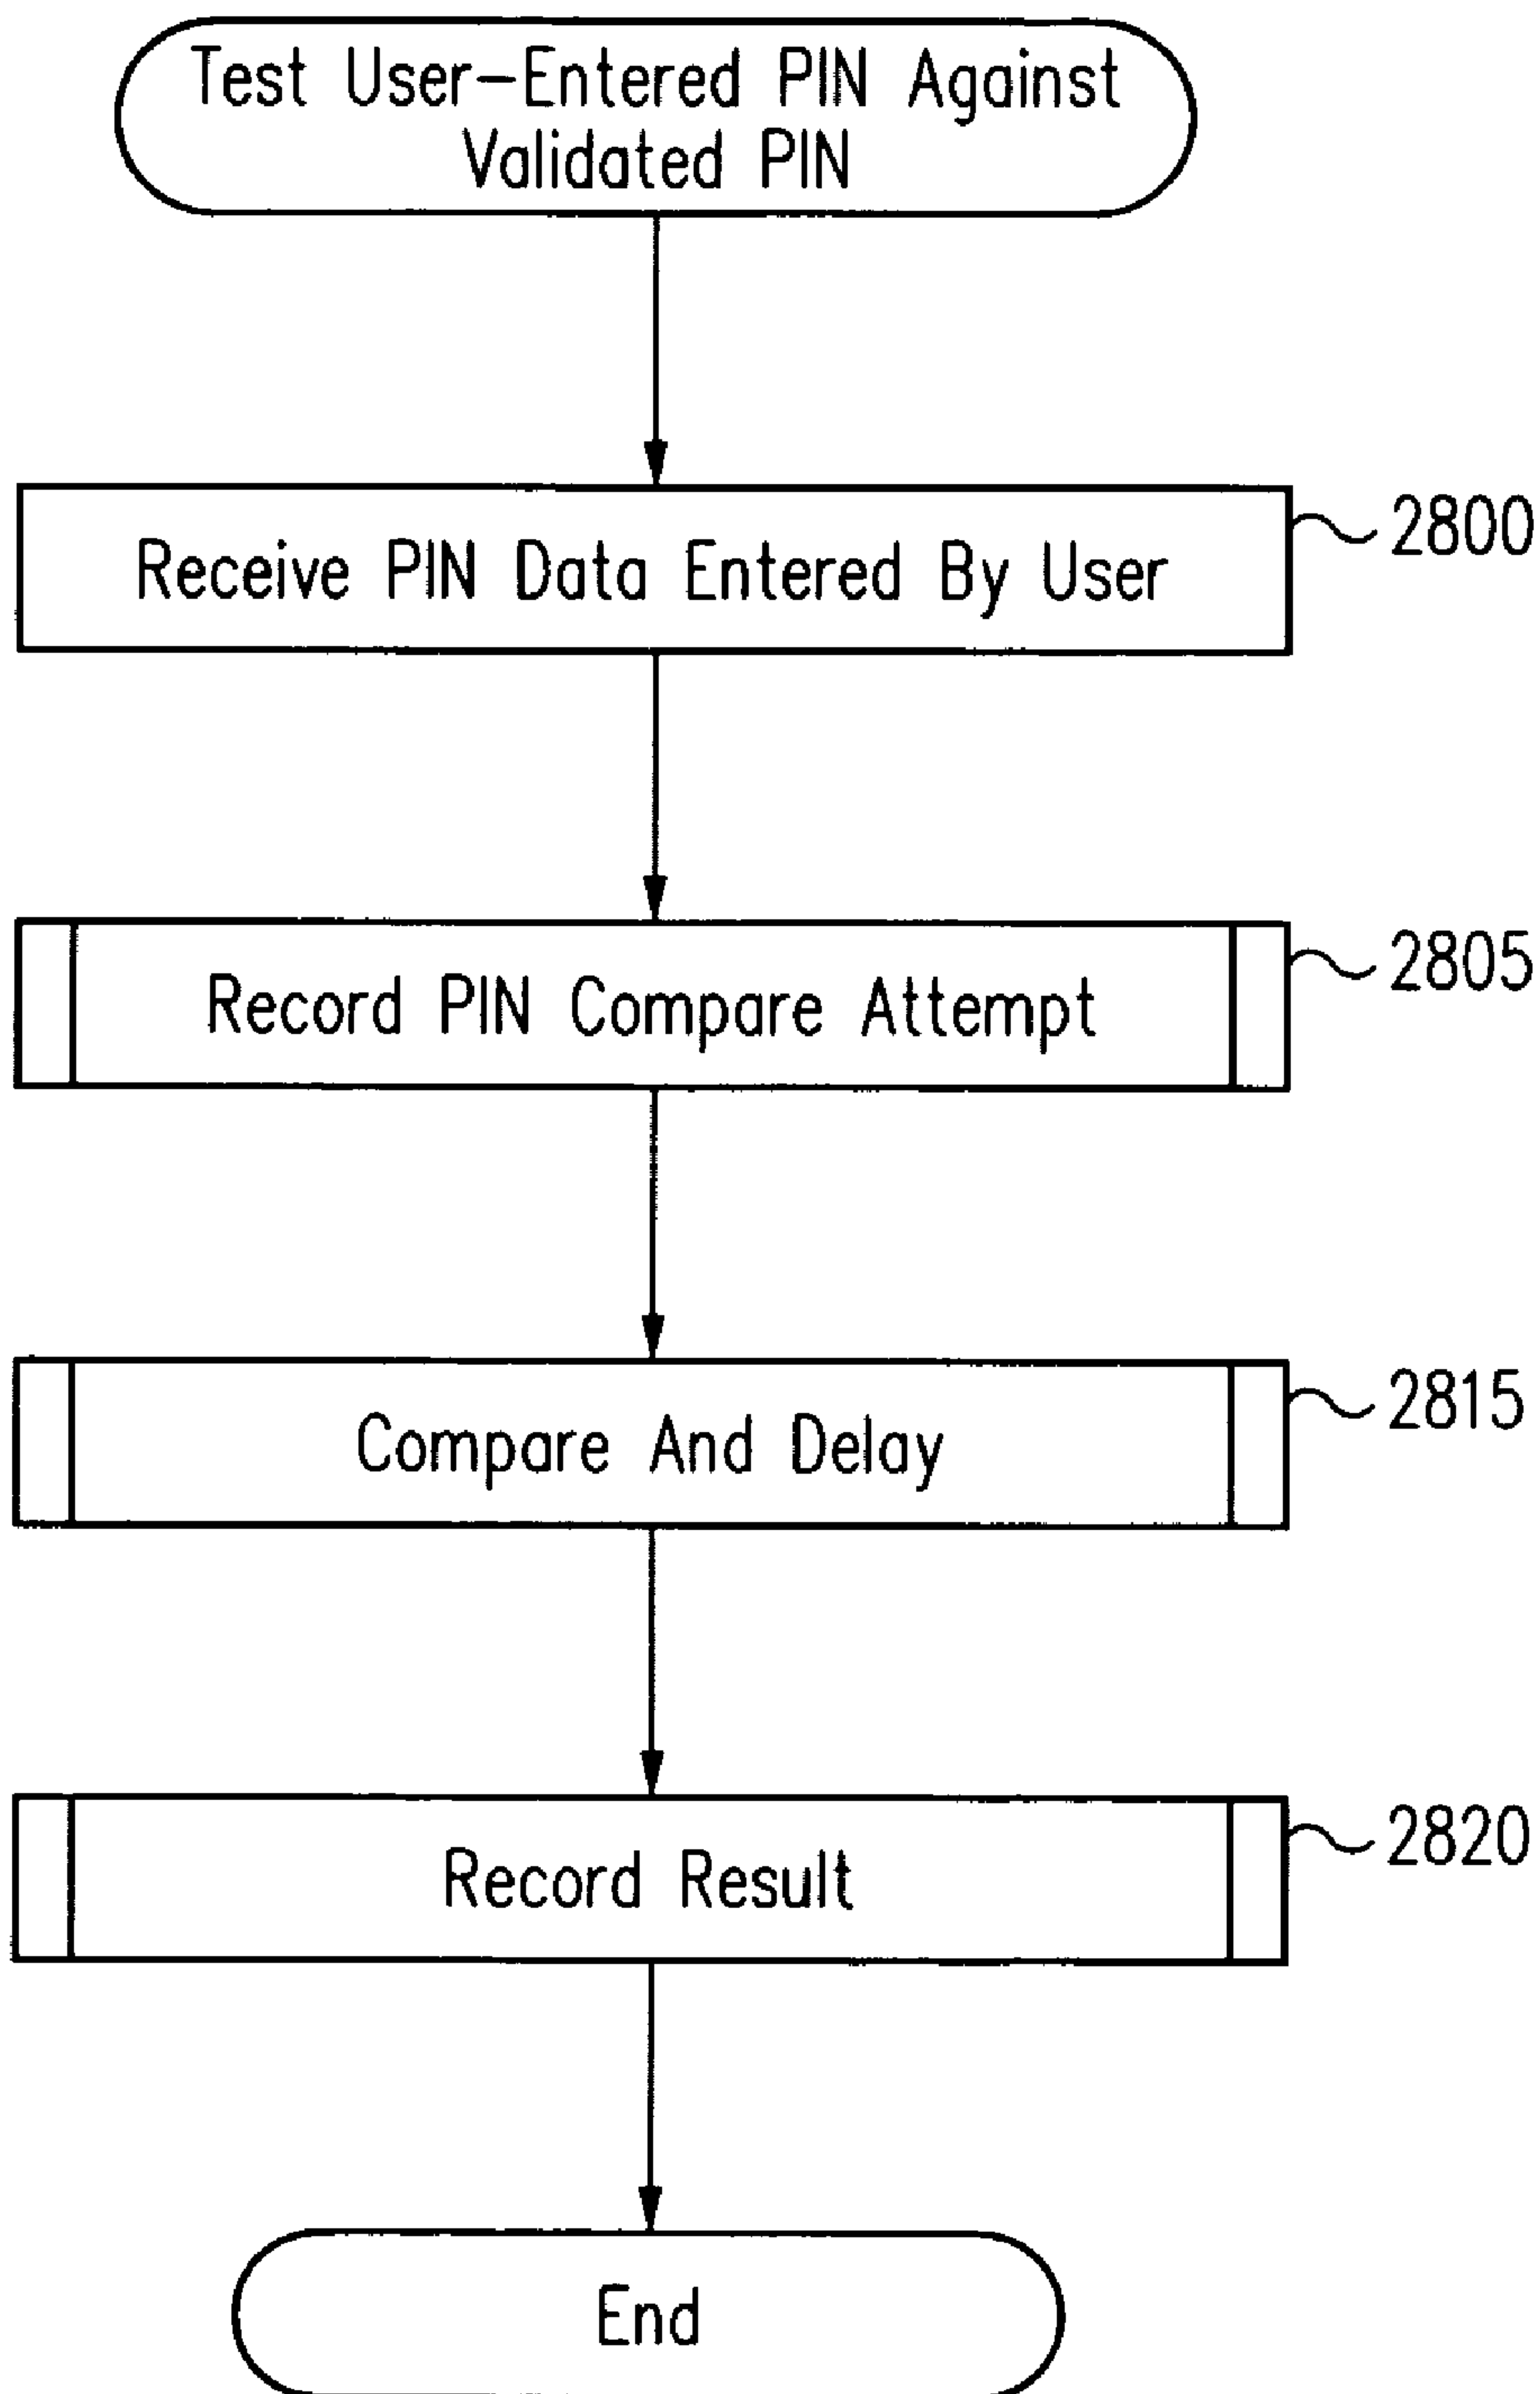 Test User-Entered PIN Against
Validated PIN
Receive PIN Data Entered By User
2800
Record PIN Compare Attempt
2805
Compare And Delay
2815
Record Result
2820
End